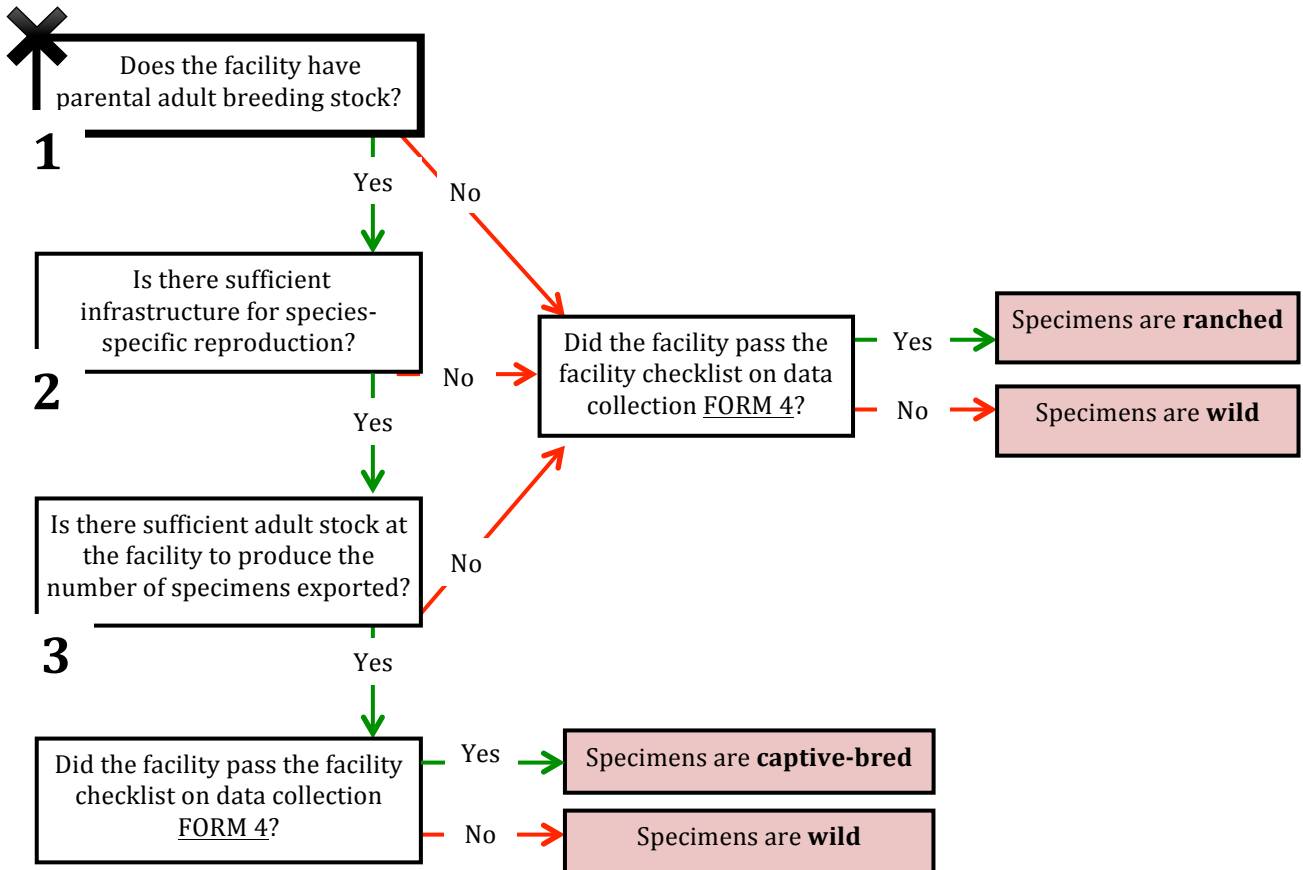 Does the facility have
parental adult breeding stock?
1
Yes
No
Is there sufficient
infrastructure for species-
specific reproduction?
2
No
Yes
Did the facility pass the
facility checklist on data
collection FORM 4?
Yes
Specimens are ranched
No
Specimens are wild
Is there sufficient adult stock at
the facility to produce the
number of specimens exported?
3
No
Yes
Did the facility pass the facility
checklist on data collection
FORM 4?
Yes
Specimens are captive-bred
No
Specimens are wild